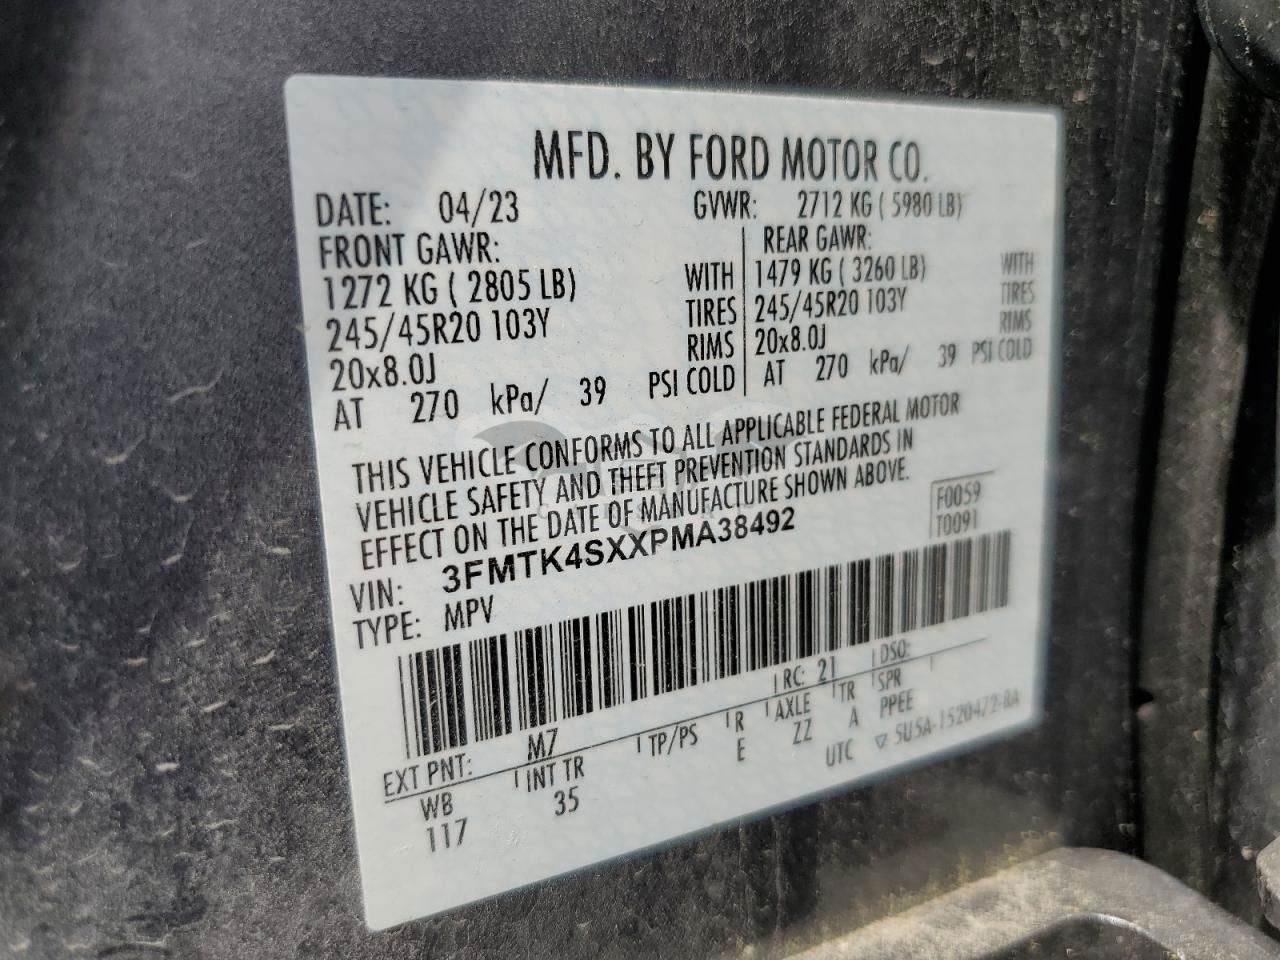 MFD. BY FORD MOTOR CO.
DATE: 04/23 GVWR: 2712 KG ( 5980 LB)
FRONT GAWR: REAR GAWR:
1272 KG ( 2805 LB) WITH 1479 KG ( 3260 LB) WITH
245/45R20 103Y TIRES 245/45R20 103Y TIRES
20x8.0J RIMS 20x8.0J RIMS
AT 270 kPa/ 39 PSI COLD AT 270 kPa/ 39 PSI COLD
THIS VEHICLE CONFORMS TO ALL APPLICABLE FEDERAL MOTOR
VEHICLE SAFETY AND THEFT PREVENTION STANDARDS IN
EFFECT ON THE DATE OF MANUFACTURE SHOWN ABOVE.
F0059
T0091
VIN: 3FMTK4SXXPMA38492
TYPE: MPV
EXT PNT: M7 RC: 21 DSO:
WB INT TR TP/PS R AXLE TR SPR
117 35 E ZZ A PPEE
UTC ▽ 5U5A-1520472-BA